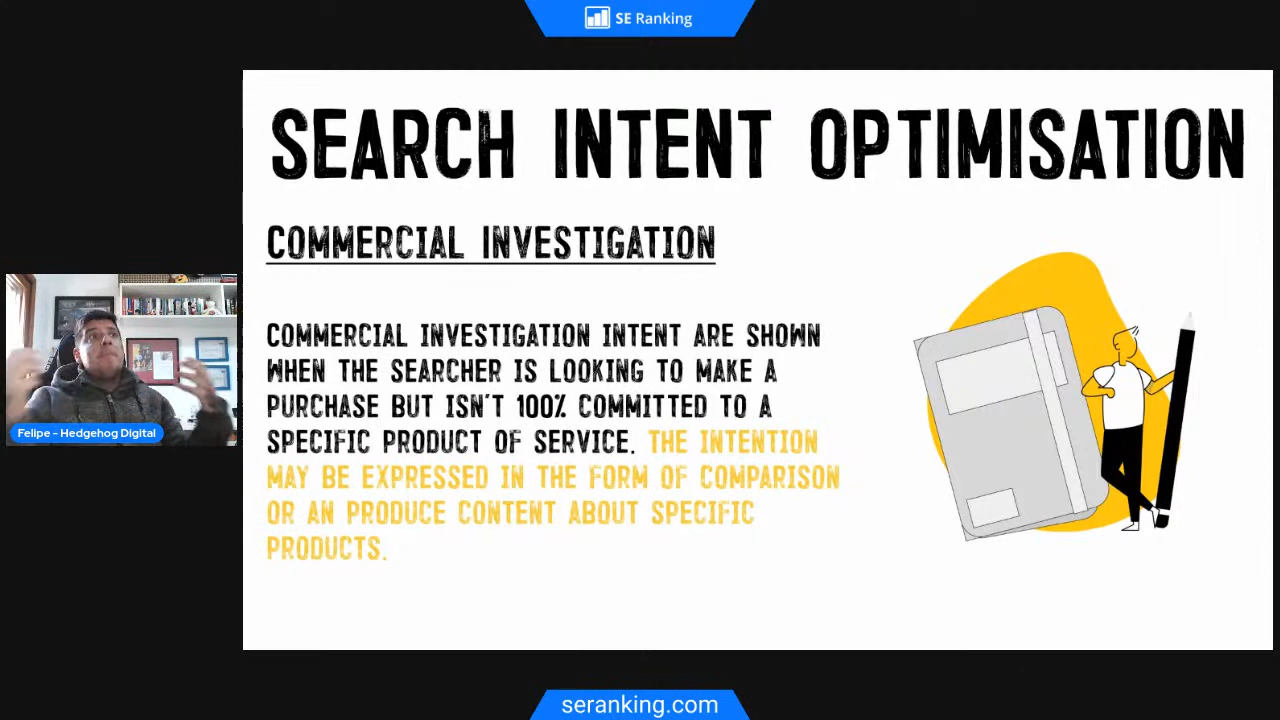 SE Ranking
SEARCH INTENT OPTIMISATION
COMMERCIAL INVESTIGATION
COMMERCIAL INVESTIGATION INTENT ARE SHOWN
WHEN THE SEARCHER IS LOOKING TO MAKE A
PURCHASE BUT ISN'T 100% COMMITTED TO A
SPECIFIC PRODUCT OF SERVICE. THE INTENTION
MAY BE EXPRESSED IN THE FORM OF COMPARISON
OR AN PRODUCE CONTENT ABOUT SPECIFIC
PRODUCTS.
Felipe - Hedgehog Digital
seranking.com